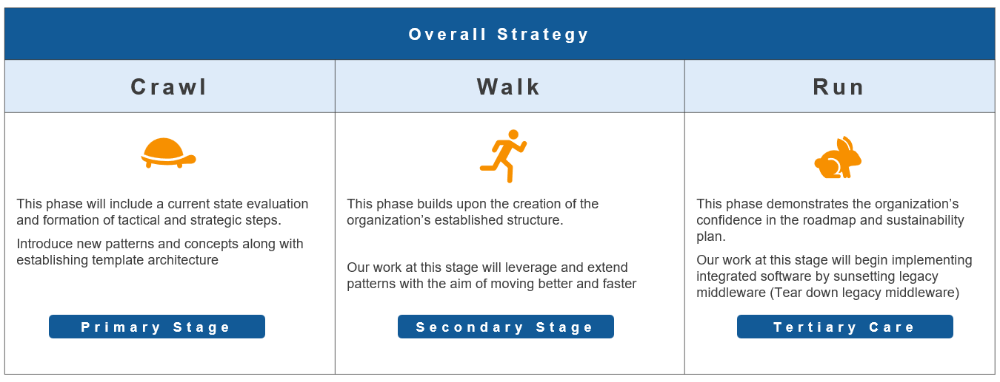 Overall Strategy
Crawl
Walk
Run
This phase will include a current state evaluation
and formation of tactical and strategic steps.
Introduce new patterns and concepts along with
establishing template architecture
Primary Stage
This phase builds upon the creation of the
organization’s established structure.
Our work at this stage will leverage and extend
patterns with the aim of moving better and faster
Secondary Stage
This phase demonstrates the organization’s
confidence in the roadmap and sustainability
plan.
Our work at this stage will begin implementing
integrated software by sunsetting legacy
middleware (Tear down legacy middleware)
Tertiary Care